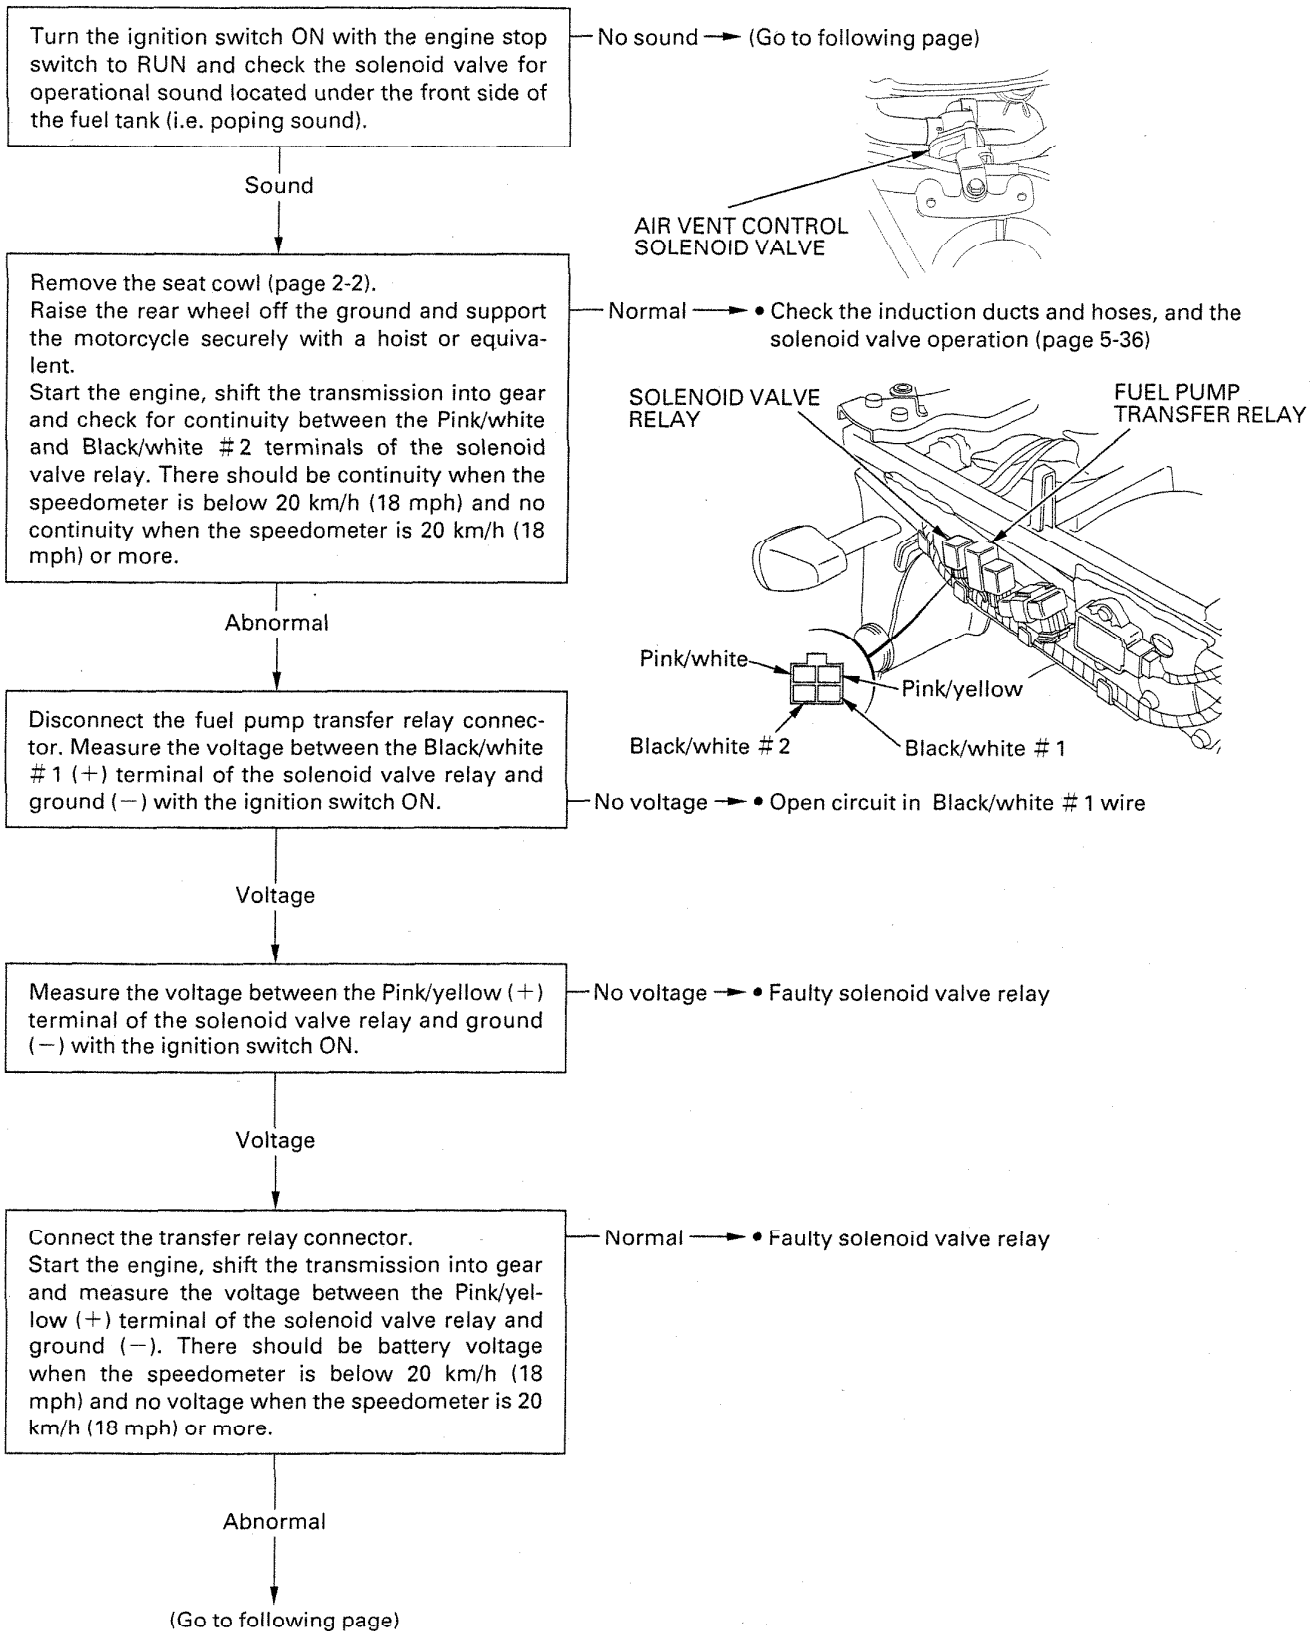 Turn the ignition switch ON with the engine stop
switch to RUN and check the solenoid valve for
operational sound located under the front side of
the fuel tank (i.e. poping sound).
No sound
(Go to following page)
AIR VENT CONTROL
SOLENOID VALVE
Sound
Remove the seat cowl (page 2-2).
Raise the rear wheel off the ground and support
the motorcycle securely with a hoist or equiva-
lent.
Start the engine, shift the transmission into gear
and check for continuity between the Pink/white
and Black/white #2 terminals of the solenoid
valve relay. There should be continuity when the
speedometer is below 20 km/h (18 mph) and no
continuity when the speedometer is 20 km/h (18
mph) or more.
Normal
• Check the induction ducts and hoses, and the
solenoid valve operation (page 5-36)
SOLENOID VALVE
RELAY
FUEL PUMP
TRANSFER RELAY
Pink/white
Pink/yellow
Black/white #2
Black/white #1
Abnormal
Disconnect the fuel pump transfer relay connec-
tor. Measure the voltage between the Black/white
#1 (+) terminal of the solenoid valve relay and
ground (−) with the ignition switch ON.
No voltage
• Open circuit in Black/white #1 wire
Voltage
Measure the voltage between the Pink/yellow (+)
terminal of the solenoid valve relay and ground
(−) with the ignition switch ON.
No voltage
• Faulty solenoid valve relay
Voltage
Connect the transfer relay connector.
Start the engine, shift the transmission into gear
and measure the voltage between the Pink/yel-
low (+) terminal of the solenoid valve relay and
ground (−). There should be battery voltage
when the speedometer is below 20 km/h (18
mph) and no voltage when the speedometer is 20
km/h (18 mph) or more.
Normal
• Faulty solenoid valve relay
Abnormal
(Go to following page)